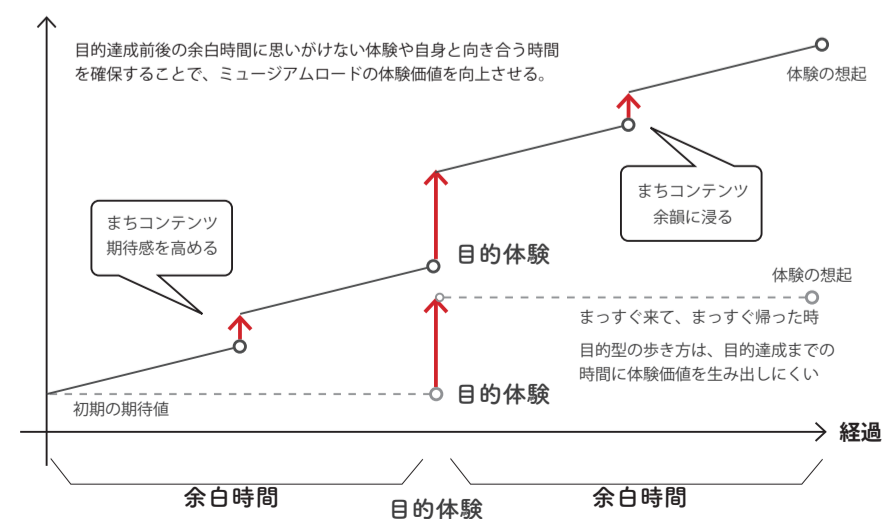 目的達成前後の余白時間に思いがけない体験や自身と向き合う時間
を確保することで、ミュージアムロードの体験価値を向上させる。
体験の想起
まちコンテンツ
余韻に浸る
まちコンテンツ
期待感を高める
目的体験
体験の想起
まっすぐ来て、まっすぐ帰った時
目的型の歩き方は、目的達成までの
時間に体験価値を生み出しにくい
目的体験
初期の期待値
経過
余白時間
目的体験
余白時間